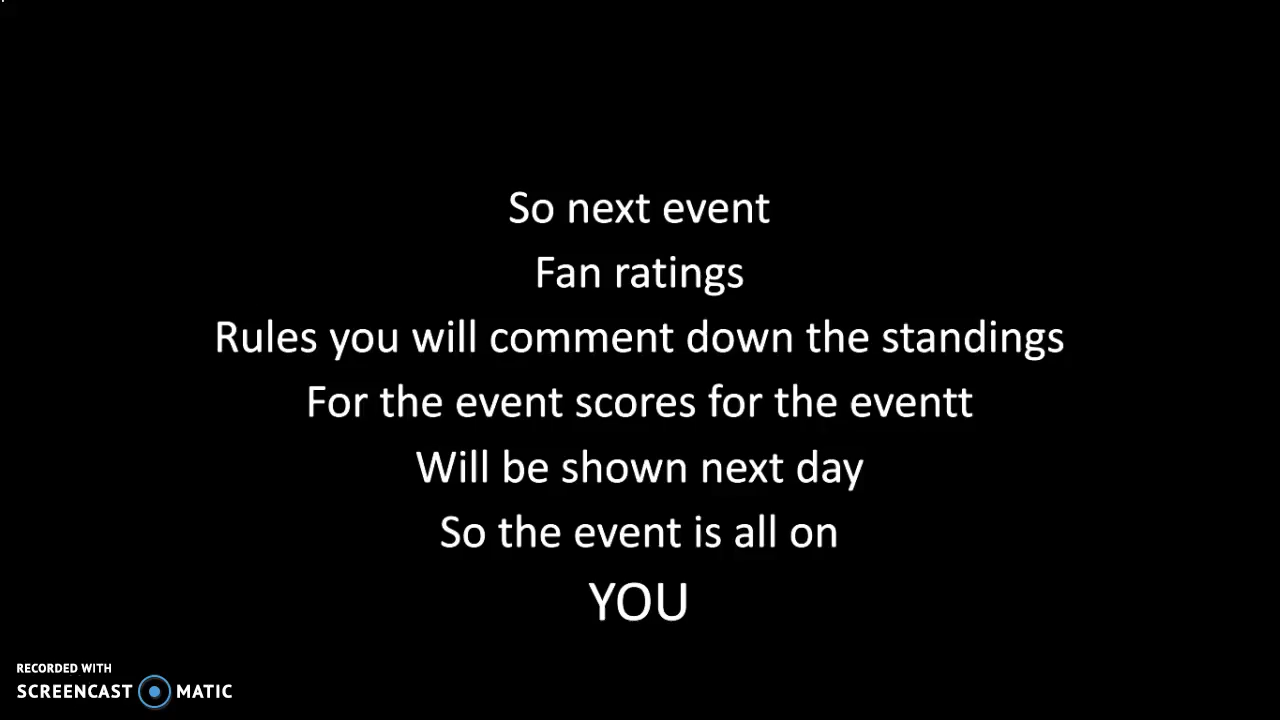 So next event
Fan ratings
Rules you will comment down the standings
For the event scores for the eventt
Will be shown next day
So the event is all on
YOU
RECORDED WITH
SCREENCAST MATIC